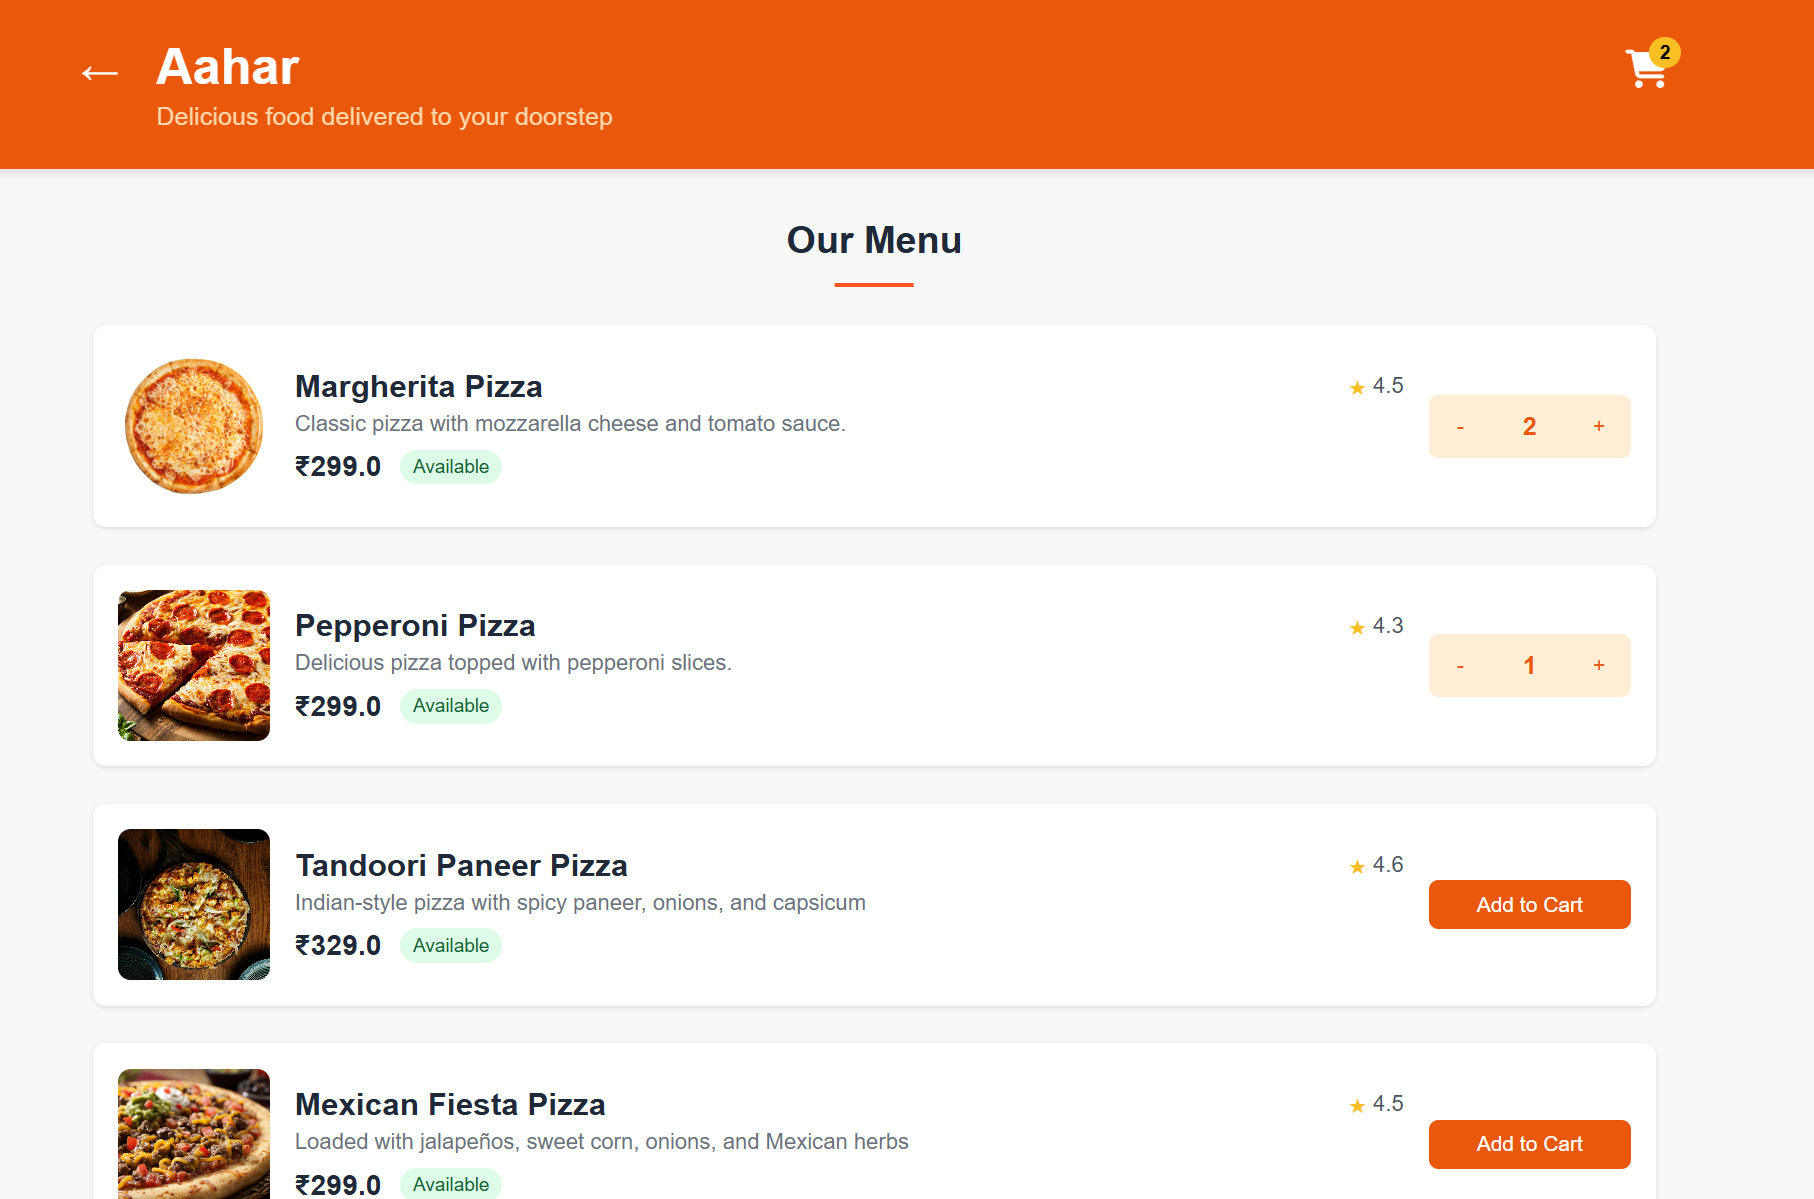 ←
Aahar
2
Delicious food delivered to your doorstep
Our Menu
Margherita Pizza
★ 4.5
Classic pizza with mozzarella cheese and tomato sauce.
- 2 +
₹299.0 Available
Pepperoni Pizza
★ 4.3
Delicious pizza topped with pepperoni slices.
- 1 +
₹299.0 Available
Tandoori Paneer Pizza
★ 4.6
Indian-style pizza with spicy paneer, onions, and capsicum
Add to Cart
₹329.0 Available
Mexican Fiesta Pizza
★ 4.5
Loaded with jalapeños, sweet corn, onions, and Mexican herbs
Add to Cart
₹299.0 Available